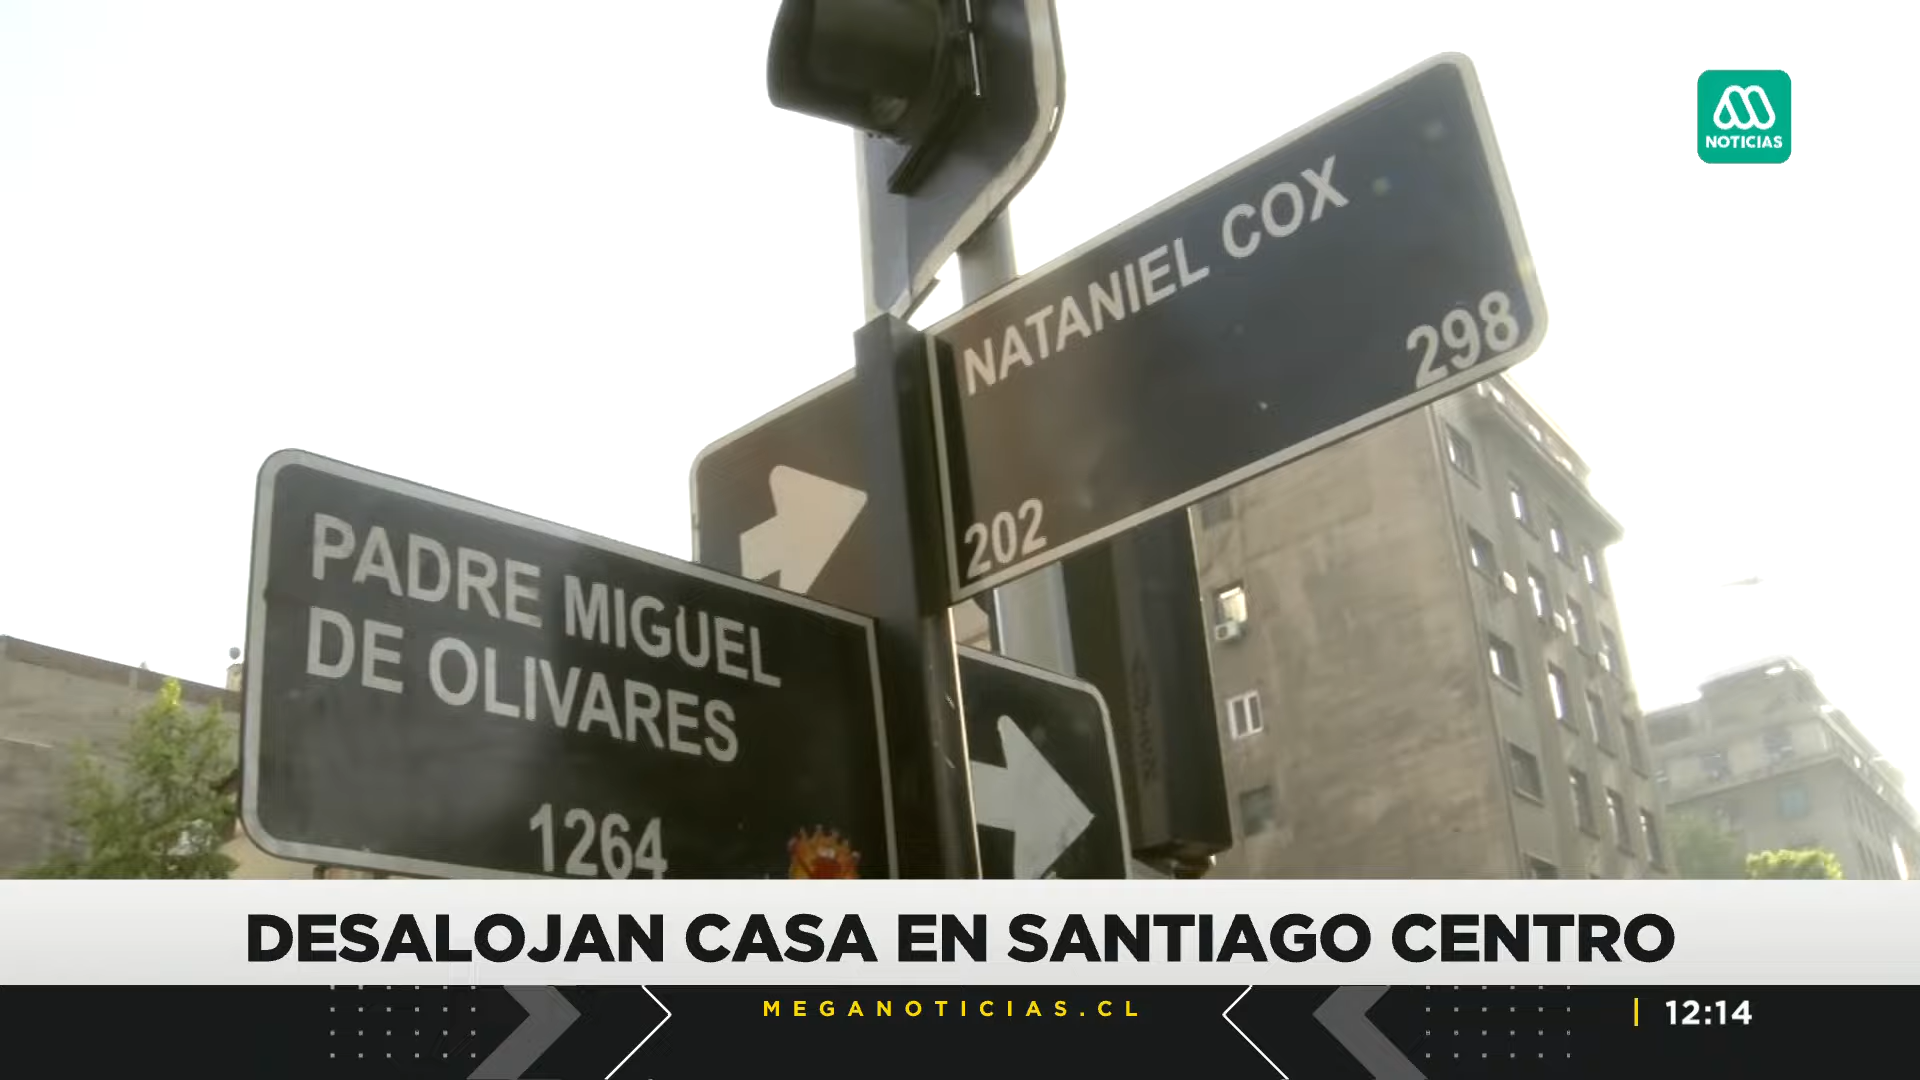 NOTICIAS
NATANIEL COX
298
202
PADRE MIGUEL
DE OLIVARES
1264
DESALOJAN CASA EN SANTIAGO CENTRO
MEGANOTICIAS.CL
12:14